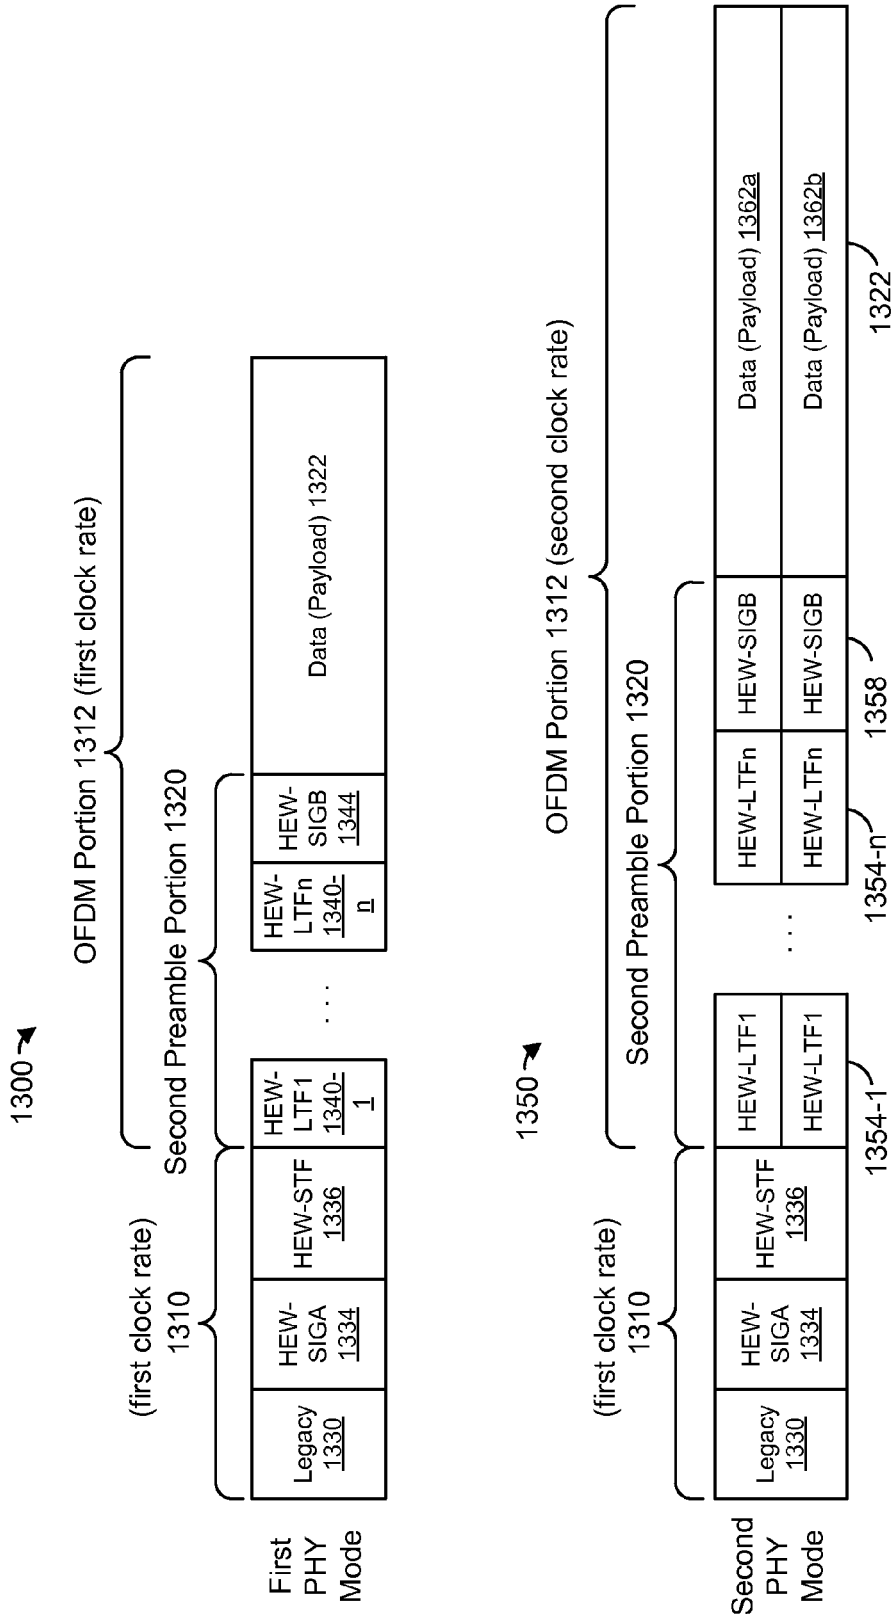 1300
OFDM Portion 1312 (first clock rate)
(first clock rate)
1310
Second Preamble Portion 1320
First
PHY
Mode
Legacy
1330
HEW-
SIGA
1334
HEW-STF
1336
HEW-
LTF1
1340-
1
. . .
HEW-
LTFn
1340-
n
HEW-
SIGB
1344
Data (Payload) 1322
1350
OFDM Portion 1312 (second clock rate)
(first clock rate)
1310
Second Preamble Portion 1320
Second
PHY
Mode
Legacy
1330
HEW-
SIGA
1334
HEW-STF
1336
HEW-LTF1
HEW-LTF1
. . .
HEW-LTFn
HEW-LTFn
HEW-SIGB
HEW-SIGB
Data (Payload) 1362a
Data (Payload) 1362b
1354-1
1354-n
1358
1322